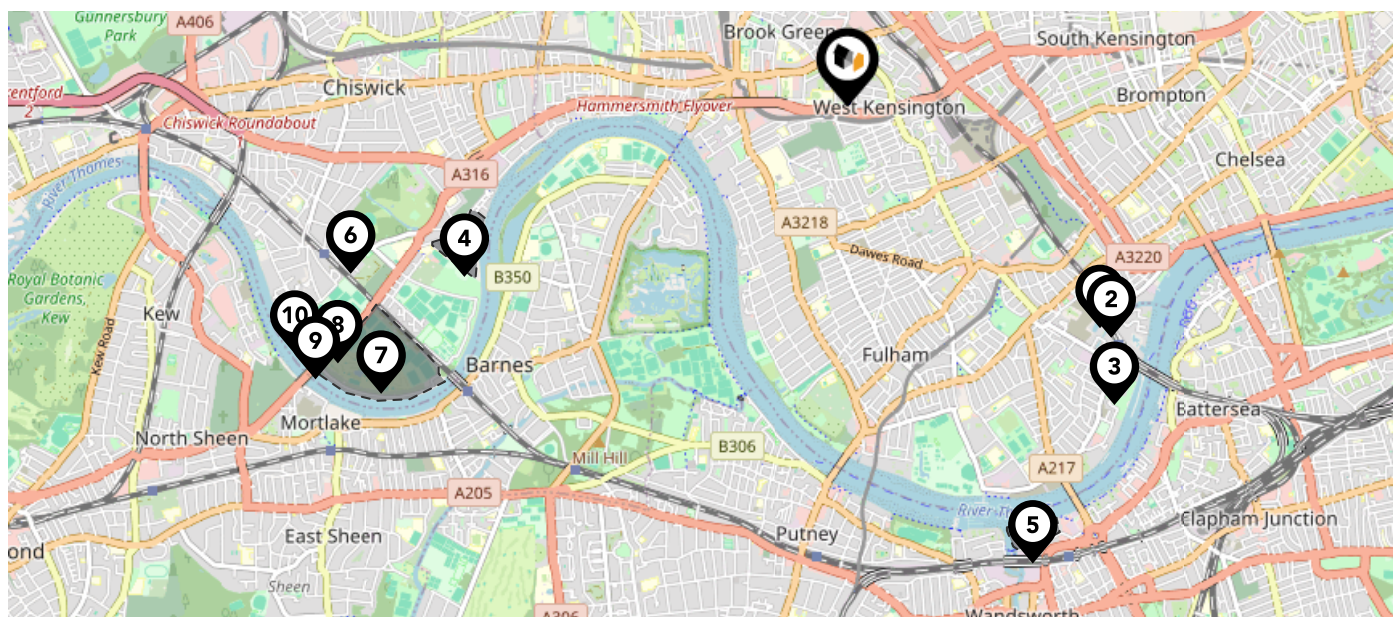 Gunnersbury
Park
A406
Brook Green
South Kensington
Chiswick
Brompton
rentford
2
Hammersmith Flyover
West Kensington
Chiswick Roundabout
Chelsea
River Thames
A316
A3218
6
4
Dawes Road
A3220
B350
Royal Botanic
Gardens,
Kew
2
Kew
10
8
9
7
Kew Road
Fulham
Barnes
3
Battersea
Mortlake
North Sheen
B306
Mill Hill
A217
A205
River T
5
Clapham Junction
East Sheen
Putney
ond
Sheen
A306
Wandsworth